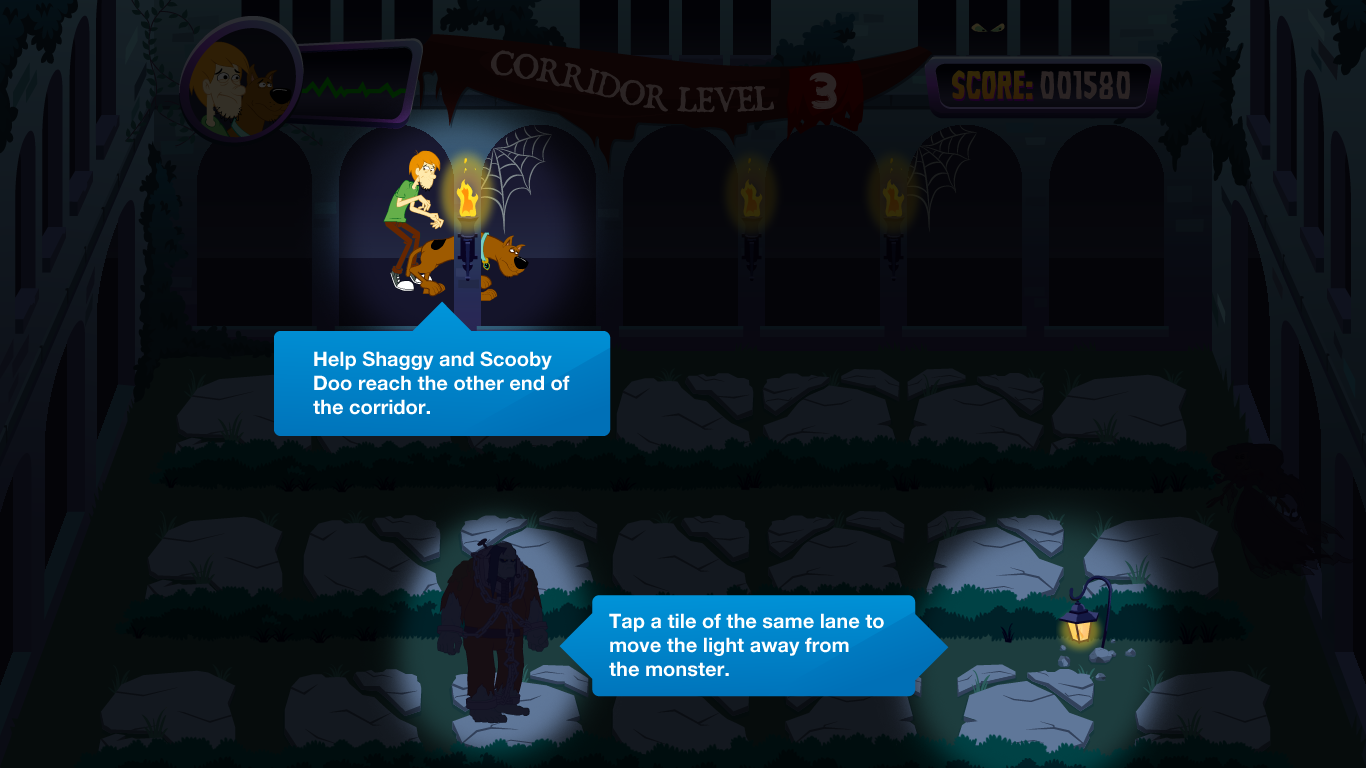 CORRIDOR LEVEL 3
SCORE: 001580
Help Shaggy and Scooby
Doo reach the other end of
the corridor.
Tap a tile of the same lane to
move the light away from
the monster.